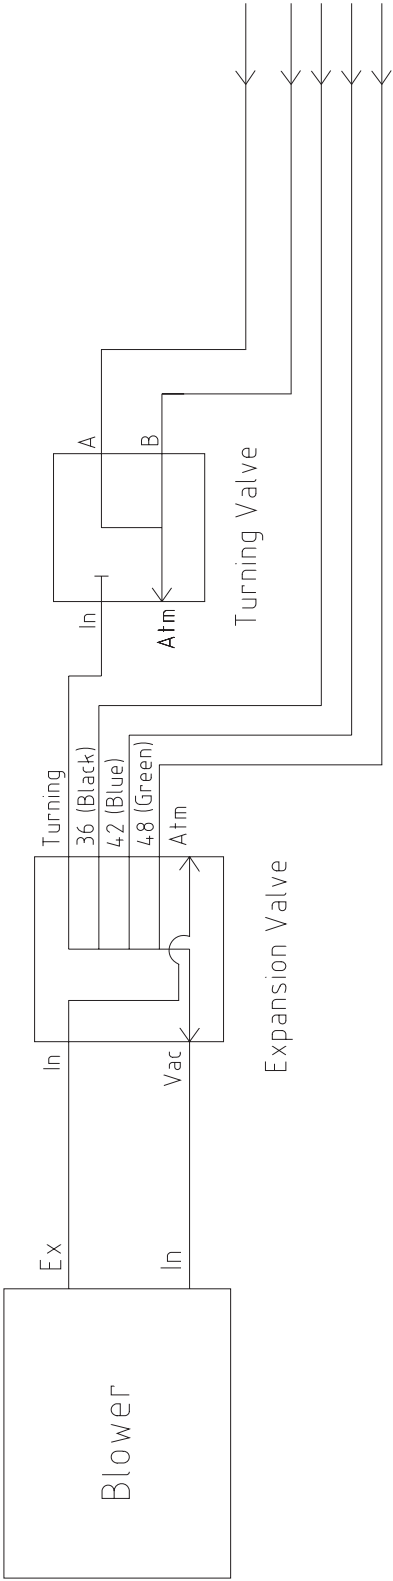 Blower
Ex
In
In
Vac
Expansion Valve
Turning
36 (Black)
42 (Blue)
48 (Green)
Atm
In
Atm
Turning Valve
A
B